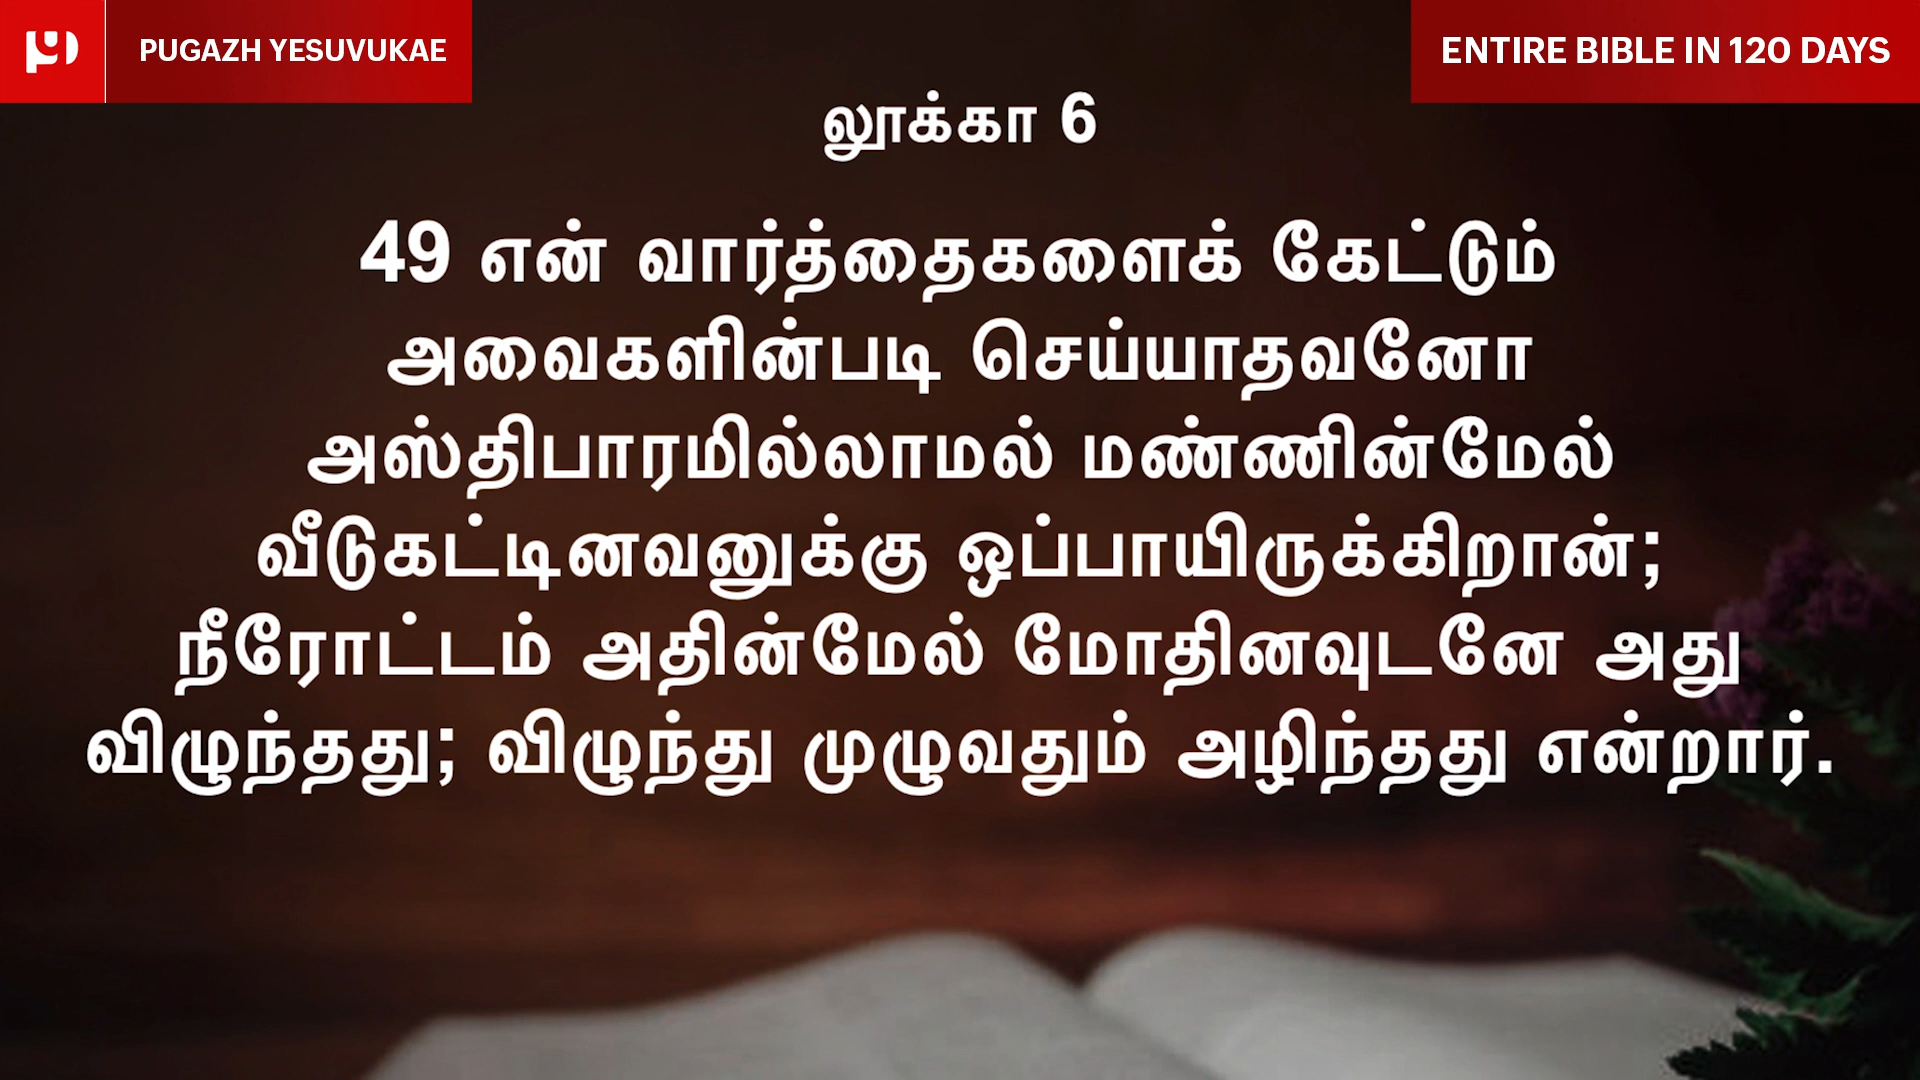 PUGAZH YESUVUKAE
ENTIRE BIBLE IN 120 DAYS
லூக்கா 6
49 என் வார்த்தைகளைக் கேட்டும்
அவைகளின்படி செய்யாதவனோ
அஸ்திபாரமில்லாமல் மண்ணின்மேல்
வீடுகட்டினவனுக்கு ஒப்பாயிருக்கிறான்;
நீரோட்டம் அதின்மேல் மோதினவுடனே அது
விழுந்தது; விழுந்து முழுவதும் அழிந்தது என்றார்.